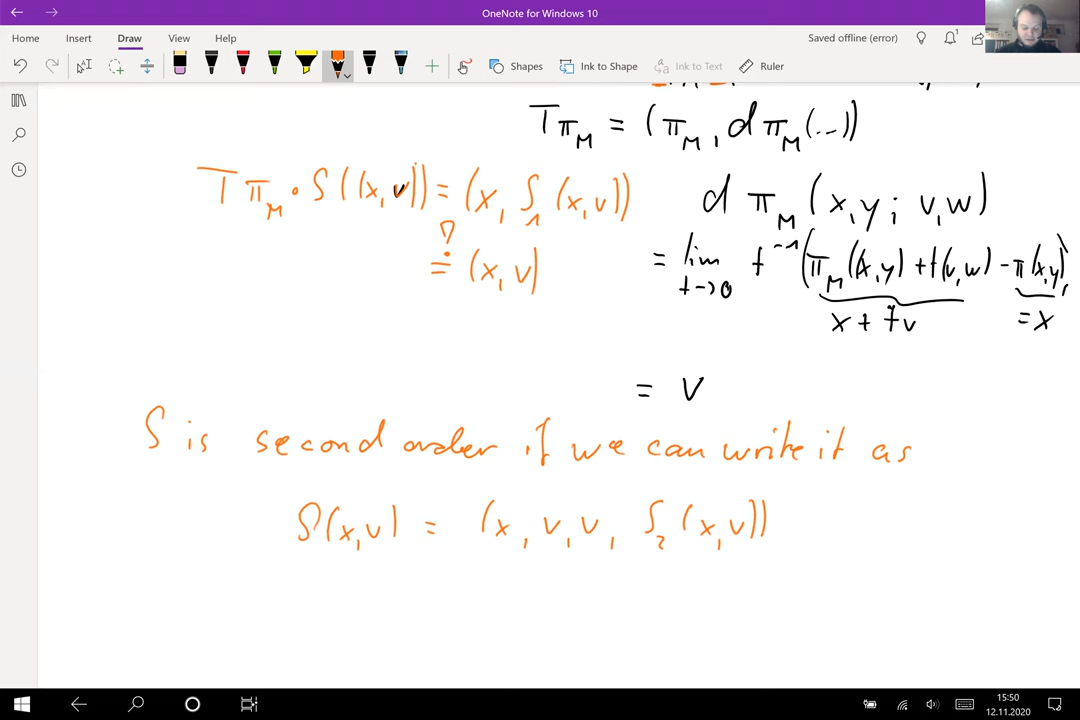 OneNote for Windows 10
Home Insert Draw View Help Saved offline (error)
Shapes Ink to Shape Ink to Text Ruler
Tπ_M = (π_M, dπ_M(...))
Tπ_M ∘ S((x,v)) = (x, S_1(x,v))
?
= (x, v)
dπ_M(x,y; v,w)
= lim t→0 t^{-1}(π_M((x,y) + t(v,w)) - π(x,y))
x + tv = x
= v
S is second order if we can write it as
S(x,v) = (x, v, v, S_2(x,v))
15:50
12.11.2020